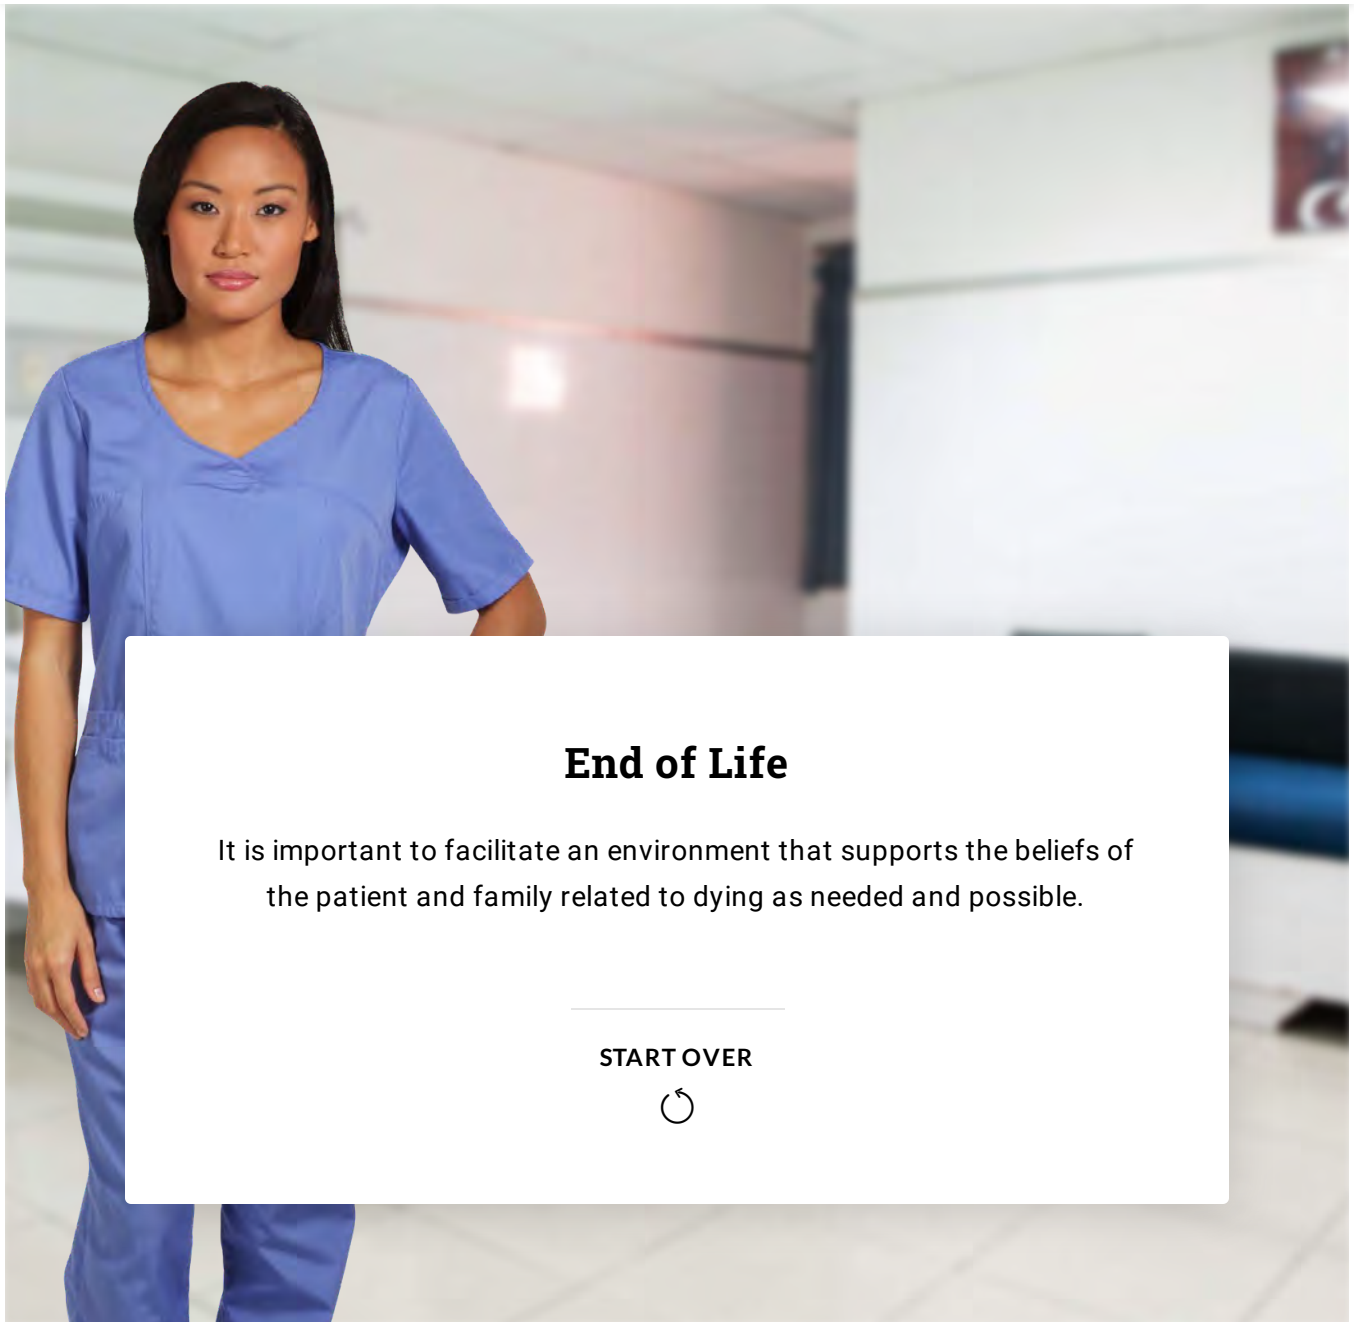 End of Life
It is important to facilitate an environment that supports the beliefs of
the patient and family related to dying as needed and possible.
START OVER